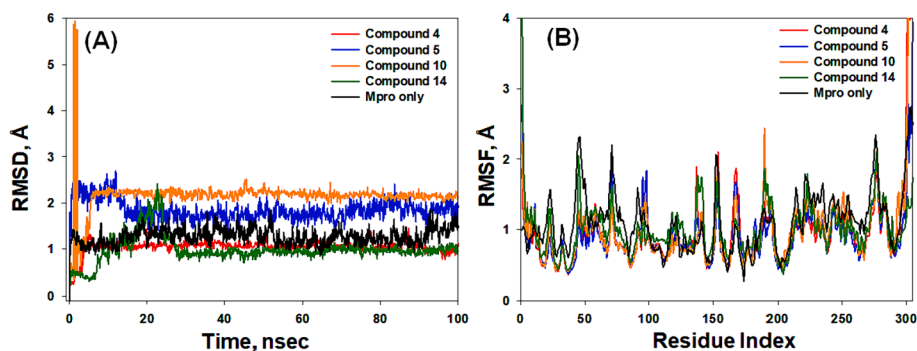 (A)
RMSD, Å
6
5
4
3
2
1
0
Compound 4
Compound 5
Compound 10
Compound 14
Mpro only
0 20 40 60 80 100
Time, nsec
(B)
RMSF, Å
4
3
2
1
0
Compound 4
Compound 5
Compound 10
Compound 14
Mpro only
0 50 100 150 200 250 300
Residue Index